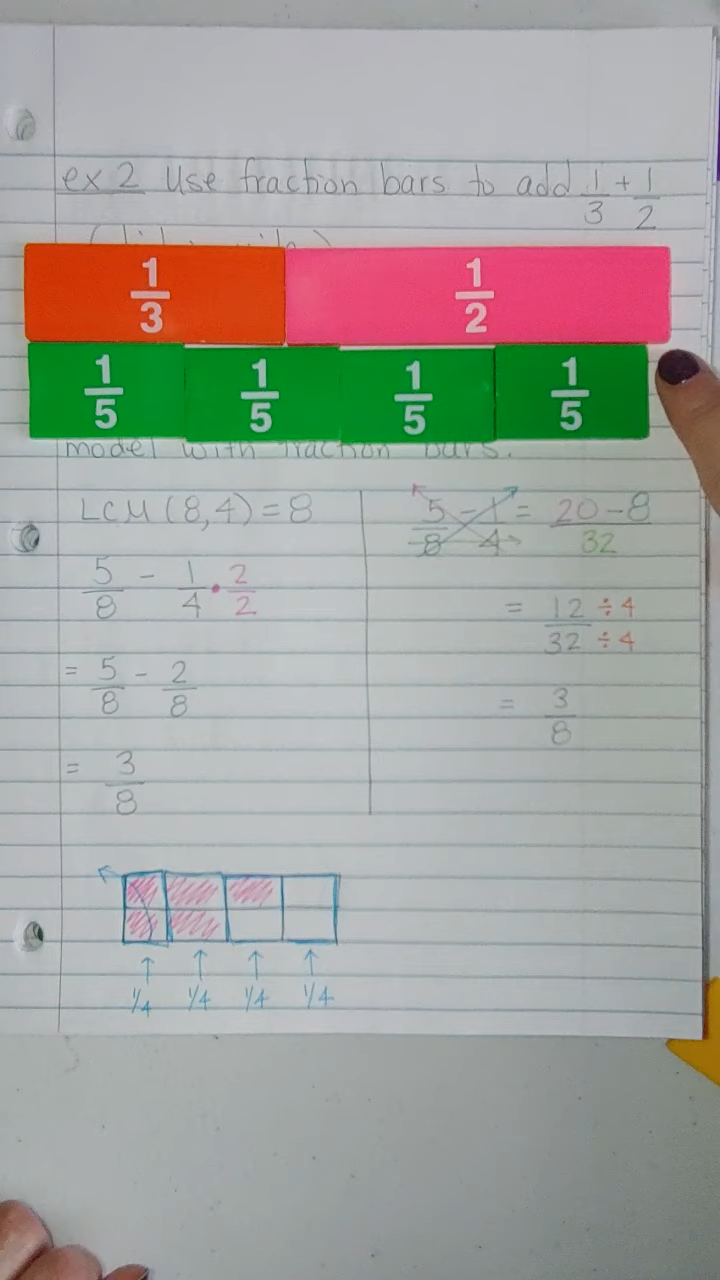 ex 2 Use fraction bars to add 1/3 + 1/2
1/3 1/2
1/5 1/5 1/5 1/5
model with fraction bars.
LCM (8,4) = 8
5/8 - 1/4 • 2/2
= 5/8 - 2/8
= 3/8
5/8 - 1/4 = 20-8/32
= 12/32 ÷4/÷4
= 3/8
1/4 1/4 1/4 1/4